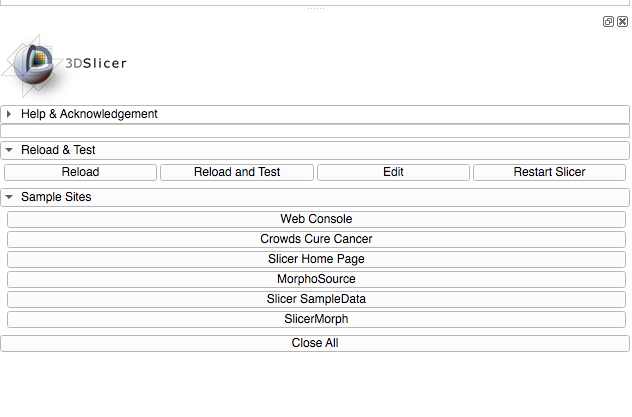 3DSlicer
Help & Acknowledgement
Reload & Test
Reload Reload and Test Edit Restart Slicer
Sample Sites
Web Console
Crowds Cure Cancer
Slicer Home Page
MorphoSource
Slicer SampleData
SlicerMorph
Close All